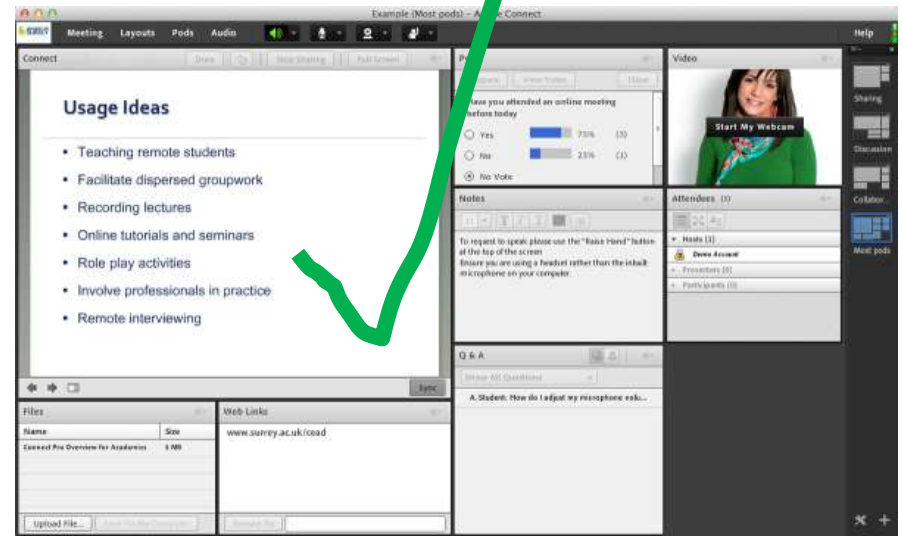 Example (Most pods) – Connect
Meeting Layouts Pods Audio
Help
Connect
Draw
Stop Sharing
Full Screen
Usage Ideas
• Teaching remote students
• Facilitate dispersed groupwork
• Recording lectures
• Online tutorials and seminars
• Role play activities
• Involve professionals in practice
• Remote interviewing
Sync
Files
Name Size
Connect Pro Overview for Academics 5 MB
Upload File...
Web Links
www.surrey.ac.uk/cead
Browse To
View Votes
Close
Have you attended an online meeting
before today
Yes 75% (3)
No 25% (1)
No Vote
Notes
To request to speak please use the "Raise Hand" button
at the top of the screen
Ensure you are using a headset rather than the inbuilt
microphone on your computer.
Q & A
Show All Questions
A. Student: How do I adjust my microphone volu...
Video
Start My Webcam
Attendees (1)
Hosts (1)
Demo Account
Presenters (0)
Participants (0)
Sharing
Discussion
Collabor...
Most pods